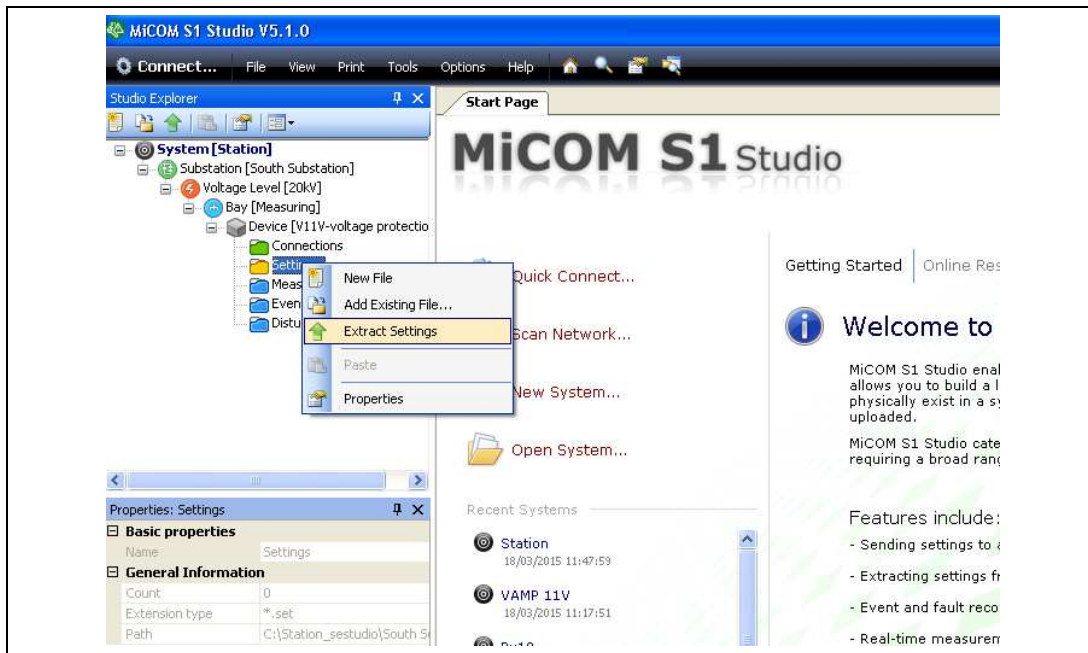 MiCOM S1 Studio V5.1.0
Connect... File View Print Tools Options Help
Studio Explorer
System [Station]
Substation [South Substation]
Voltage Level [20kV]
Bay [Measuring]
Device [V11V-voltage protectio
Connections
Settin
Meas
Even
Distu
New File
Add Existing File...
Extract Settings
Paste
Properties
Properties: Settings
Basic properties
Name Settings
General Information
Count 0
Extension type *.set
Path C:\Station_sestudio\South S
Start Page
MiCOM S1 Studio
Quick Connect...
Scan Network...
New System...
Open System...
Recent Systems
Station
18/03/2015 11:47:59
VAMP 11V
18/03/2015 11:17:51
Getting Started Online Res
Welcome to
MiCOM S1 Studio enal
allows you to build a l
physically exist in a sy
uploaded.
MiCOM S1 Studio cate
requiring a broad rang
Features include:
- Sending settings to a
- Extracting settings fr
- Event and fault reco
- Real-time measurem